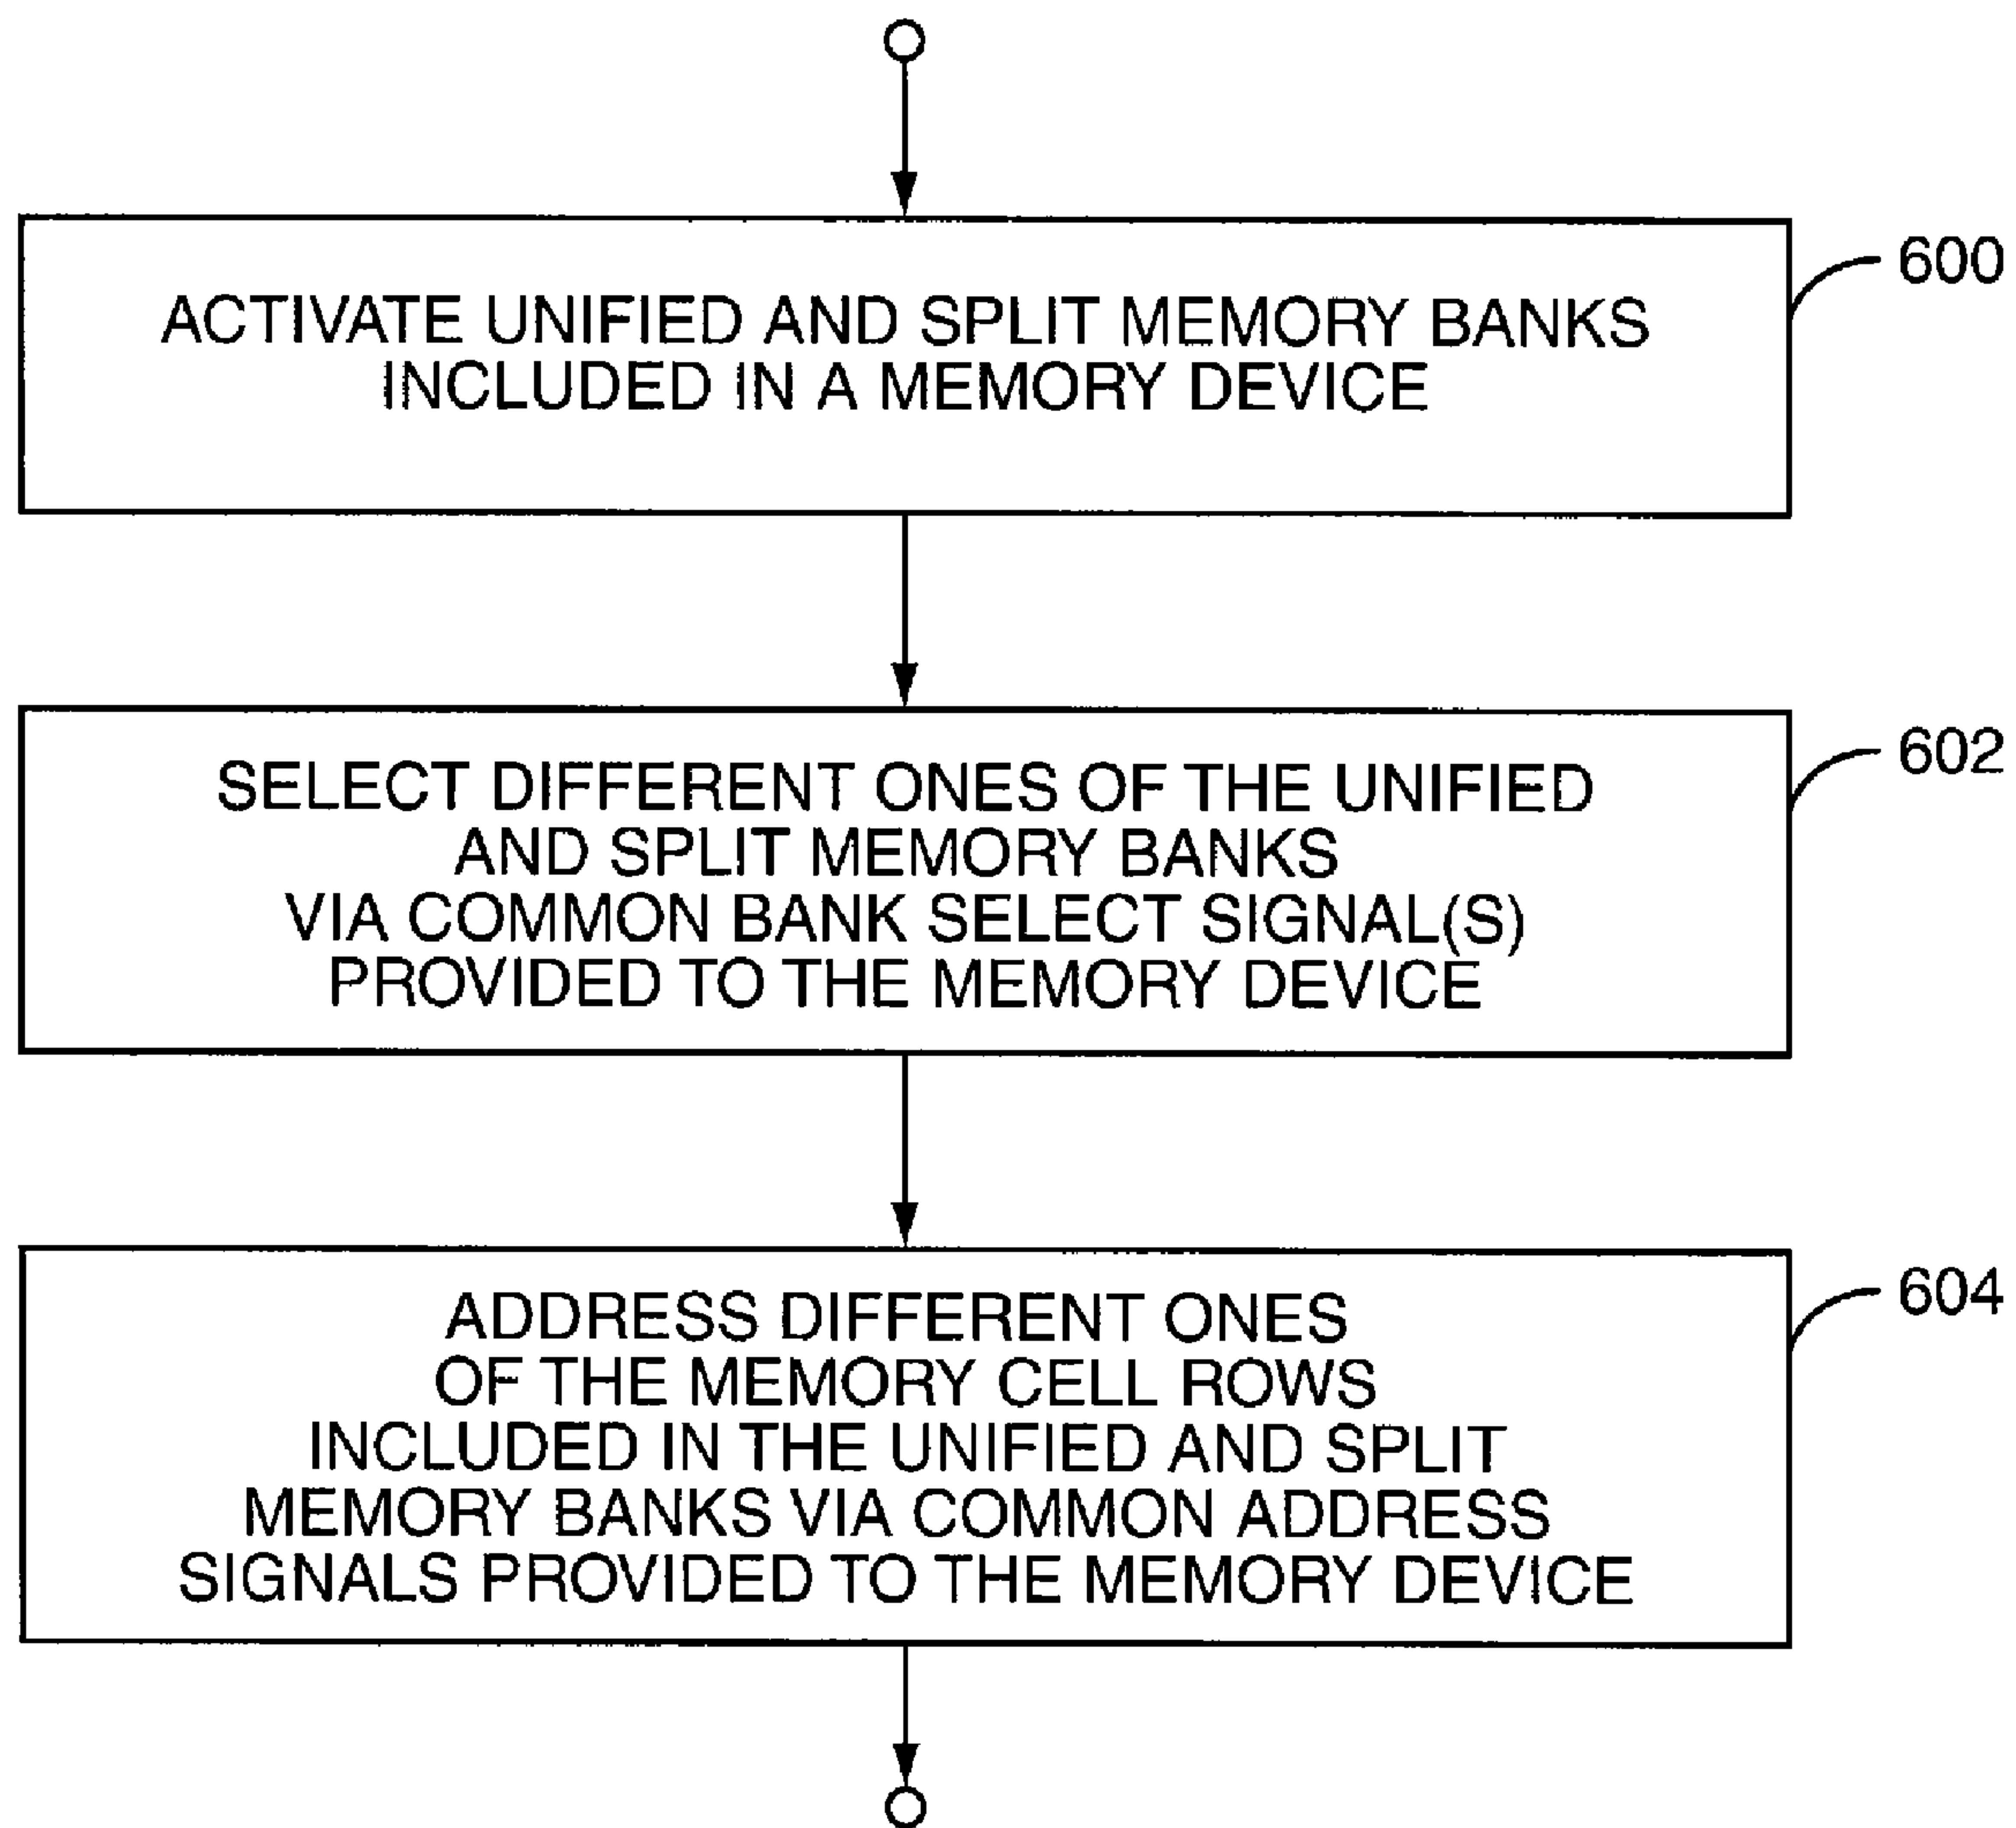 600
ACTIVATE UNIFIED AND SPLIT MEMORY BANKS
INCLUDED IN A MEMORY DEVICE
602
SELECT DIFFERENT ONES OF THE UNIFIED
AND SPLIT MEMORY BANKS
VIA COMMON BANK SELECT SIGNAL(S)
PROVIDED TO THE MEMORY DEVICE
604
ADDRESS DIFFERENT ONES
OF THE MEMORY CELL ROWS
INCLUDED IN THE UNIFIED AND SPLIT
MEMORY BANKS VIA COMMON ADDRESS
SIGNALS PROVIDED TO THE MEMORY DEVICE